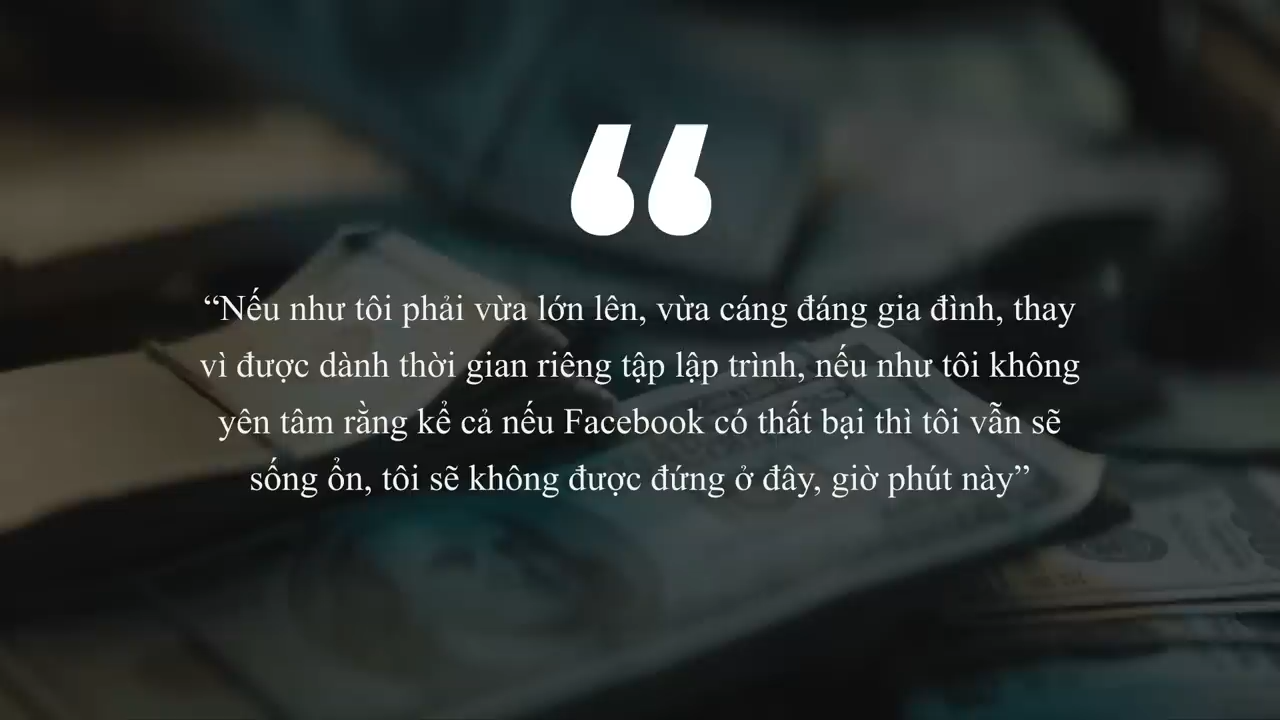 “Nếu như tôi phải vừa lớn lên, vừa cáng đáng gia đình, thay
vì được dành thời gian riêng tập lập trình, nếu như tôi không
yên tâm rằng kể cả nếu Facebook có thất bại thì tôi vẫn sẽ
sống ổn, tôi sẽ không được đứng ở đây, giờ phút này”